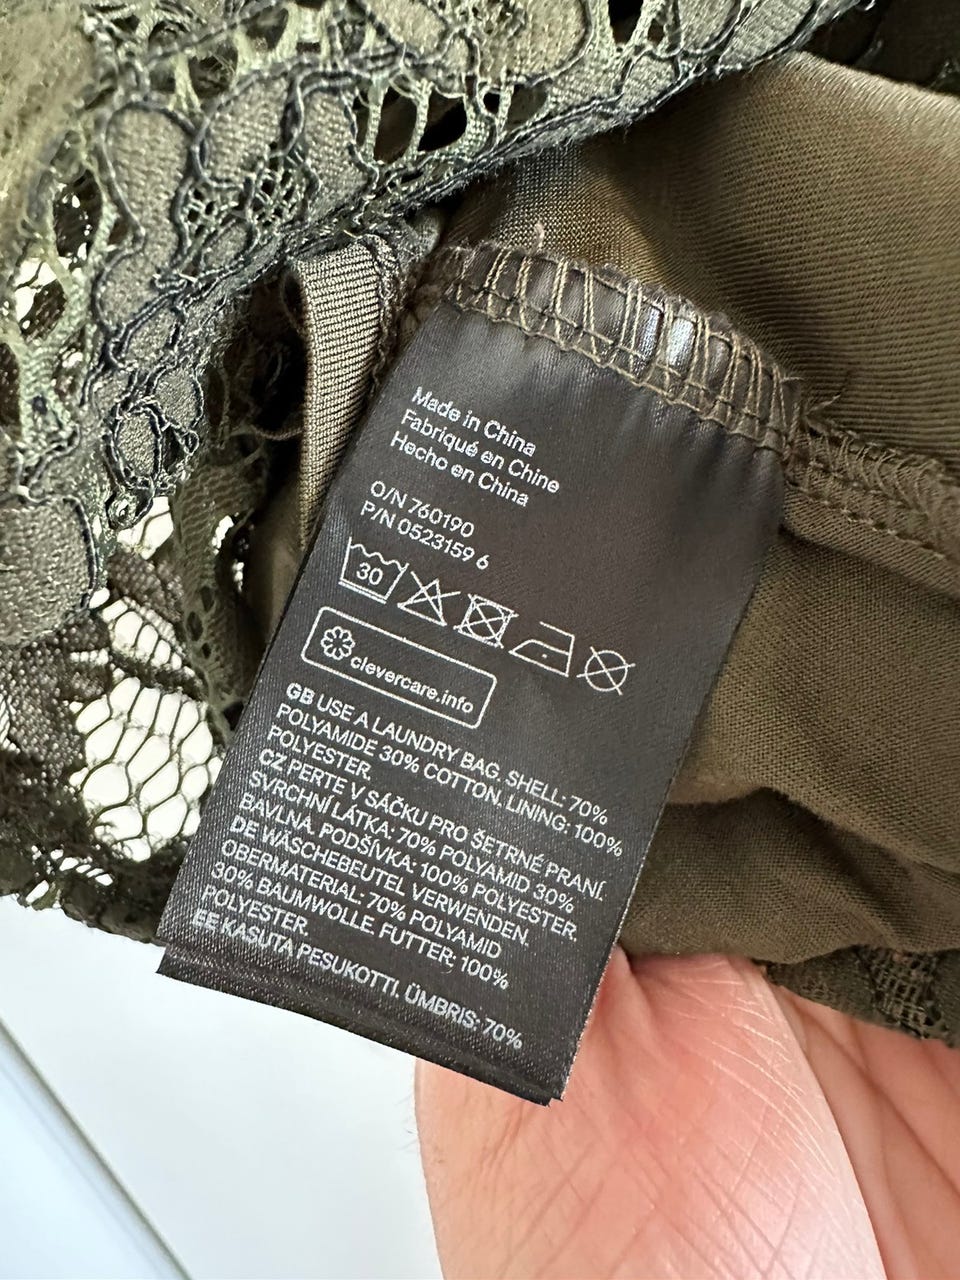 Made in China
Fabriqué en Chine
Hecho en China
O/N 760190
P/N 0523159 6
30
clevercare.info
GB USE A LAUNDRY BAG. SHELL: 70%
POLYAMIDE 30% COTTON. LINING: 100%
POLYESTER.
CZ PERTE V SÁČKU PRO ŠETRNÉ PRANÍ.
SVRCHNÍ LÁTKA: 70% POLYAMID 30%
BAVLNA. PODŠÍVKA: 100% POLYESTER.
DE WÄSCHEBEUTEL VERWENDEN.
OBERMATERIAL: 70% POLYAMID
30% BAUMWOLLE. FUTTER: 100%
POLYESTER.
EE KASUTA PESUKOTTI. ÜMBRIS: 70%